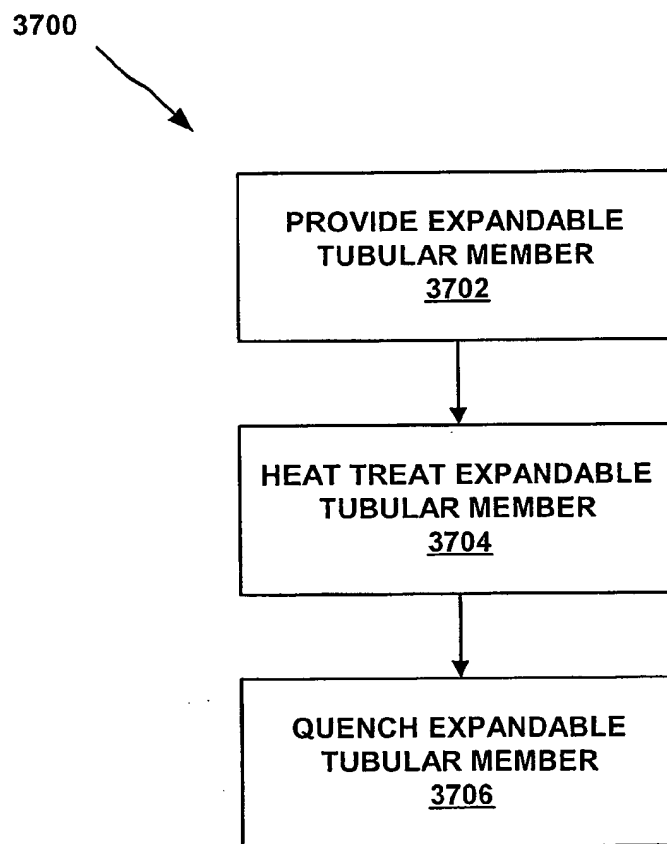 3700
PROVIDE EXPANDABLE
TUBULAR MEMBER
3702
HEAT TREAT EXPANDABLE
TUBULAR MEMBER
3704
QUENCH EXPANDABLE
TUBULAR MEMBER
3706